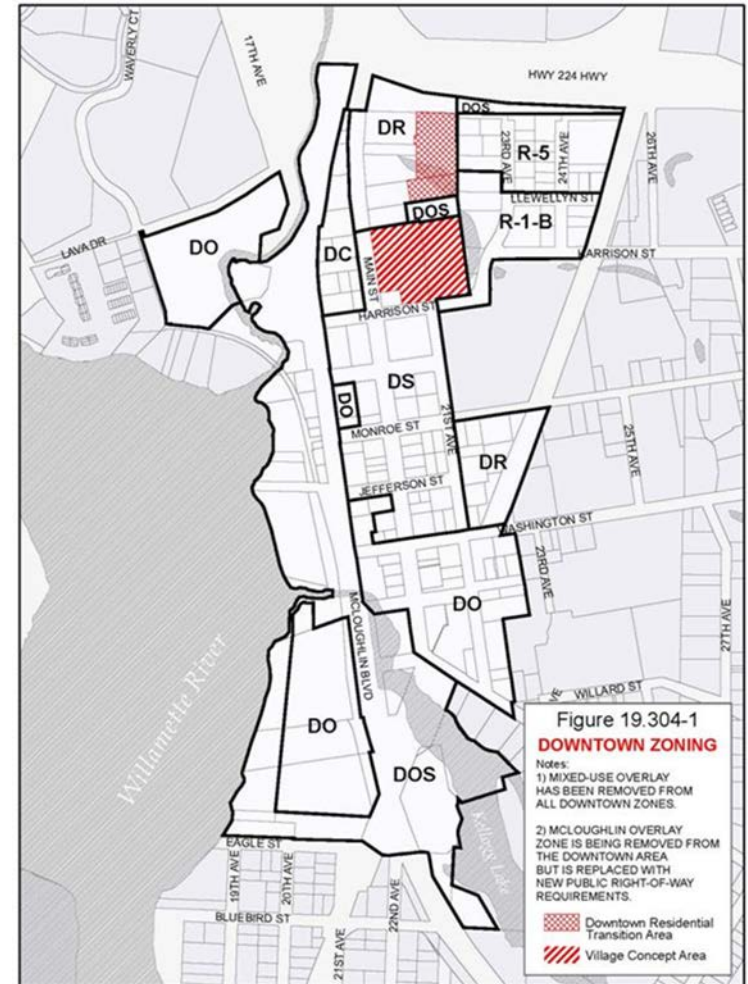 WAVERLY CT
17TH AVE
HWY 224 HWY
DOS
DR
23RD AVE
24TH AVE
26TH AVE
R-5
LLEWELLYN ST
DOS
R-1-B
LAVA DR
DO
DC
MAIN ST
HARRISON ST
HARRISON ST
DS
DO
21ST AVE
MONROE ST
25TH AVE
DR
JEFFERSON ST
WASHINGTON ST
23RD AVE
DO
MCLOUGHLIN BLVD
27TH AVE
Willamette River
AVE
WILLARD ST
DO
DOS
Kellogg Lake
EAGLE ST
19TH AVE
20TH AVE
BLUEBIRD ST
21ST AVE
22ND AVE
Figure 19.304-1
DOWNTOWN ZONING
Notes:
1) MIXED-USE OVERLAY
HAS BEEN REMOVED FROM
ALL DOWNTOWN ZONES.
2) MCLOUGHLIN OVERLAY
ZONE IS BEING REMOVED FROM
THE DOWNTOWN AREA
BUT IS REPLACED WITH
NEW PUBLIC RIGHT-OF-WAY
REQUIREMENTS.
Downtown Residential
Transition Area
Village Concept Area